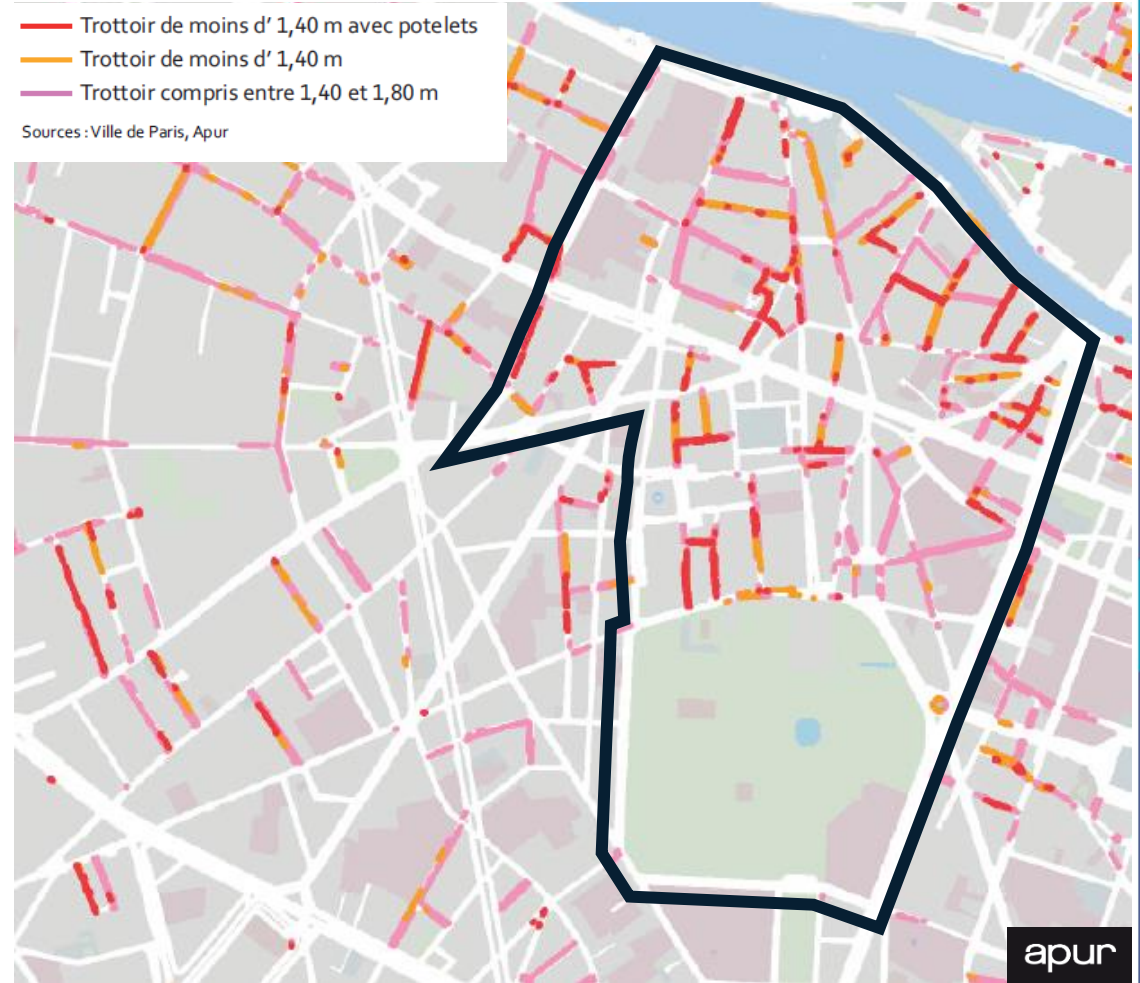 Trottoir de moins d' 1,40 m avec potelets
Trottoir de moins d' 1,40 m
Trottoir compris entre 1,40 et 1,80 m
Sources : Ville de Paris, Apur
apur